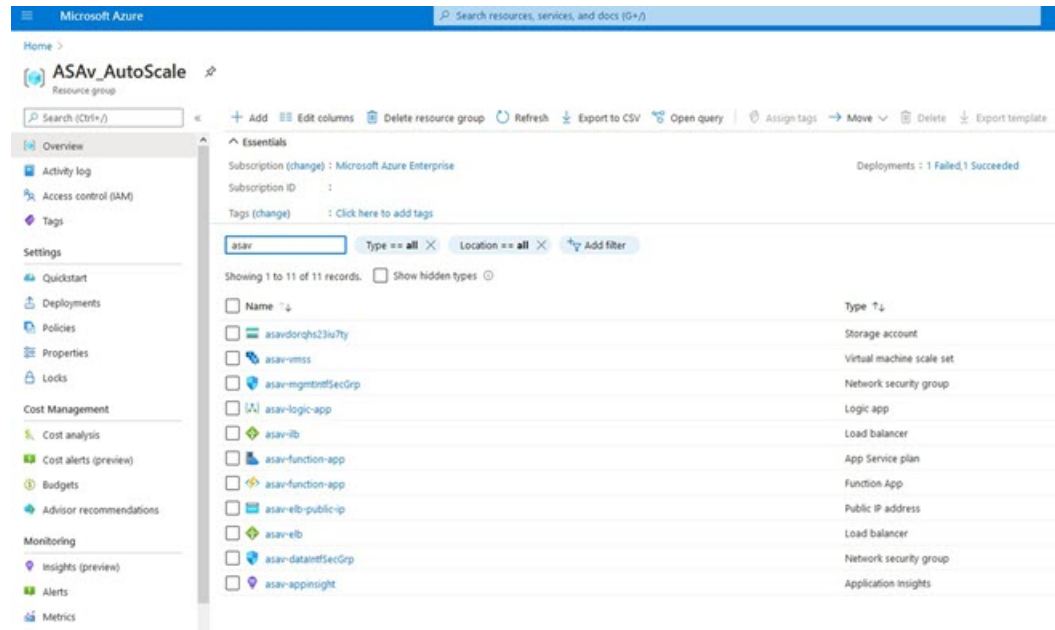 Microsoft Azure
Search resources, services, and docs (G+/)
Home >
ASAv_AutoScale
Resource group
Search (Ctrl+/)
«
Add
Edit columns
Delete resource group
Refresh
Export to CSV
Open query
Assign tags
Move
Delete
Export template
Overview
Activity log
Access control (IAM)
Tags
Settings
Quickstart
Deployments
Policies
Properties
Locks
Cost Management
Cost analysis
Cost alerts (preview)
Budgets
Advisor recommendations
Monitoring
Insights (preview)
Alerts
Metrics
Essentials
Subscription (change) : Microsoft Azure Enterprise
Deployments : 1 Failed,1 Succeeded
Subscription ID :
Tags (change) : Click here to add tags
asav
Type == all
Location == all
Add filter
Showing 1 to 11 of 11 records.
Show hidden types
Name ↑↓ Type ↑↓
asavdorqhs23iu7ty Storage account
asav-vmss Virtual machine scale set
asav-mgmtintfSecGrp Network security group
asav-logic-app Logic app
asav-ilb Load balancer
asav-function-app App Service plan
asav-function-app Function App
asav-elb-public-ip Public IP address
asav-elb Load balancer
asav-dataintfSecGrp Network security group
asav-appinsight Application Insights